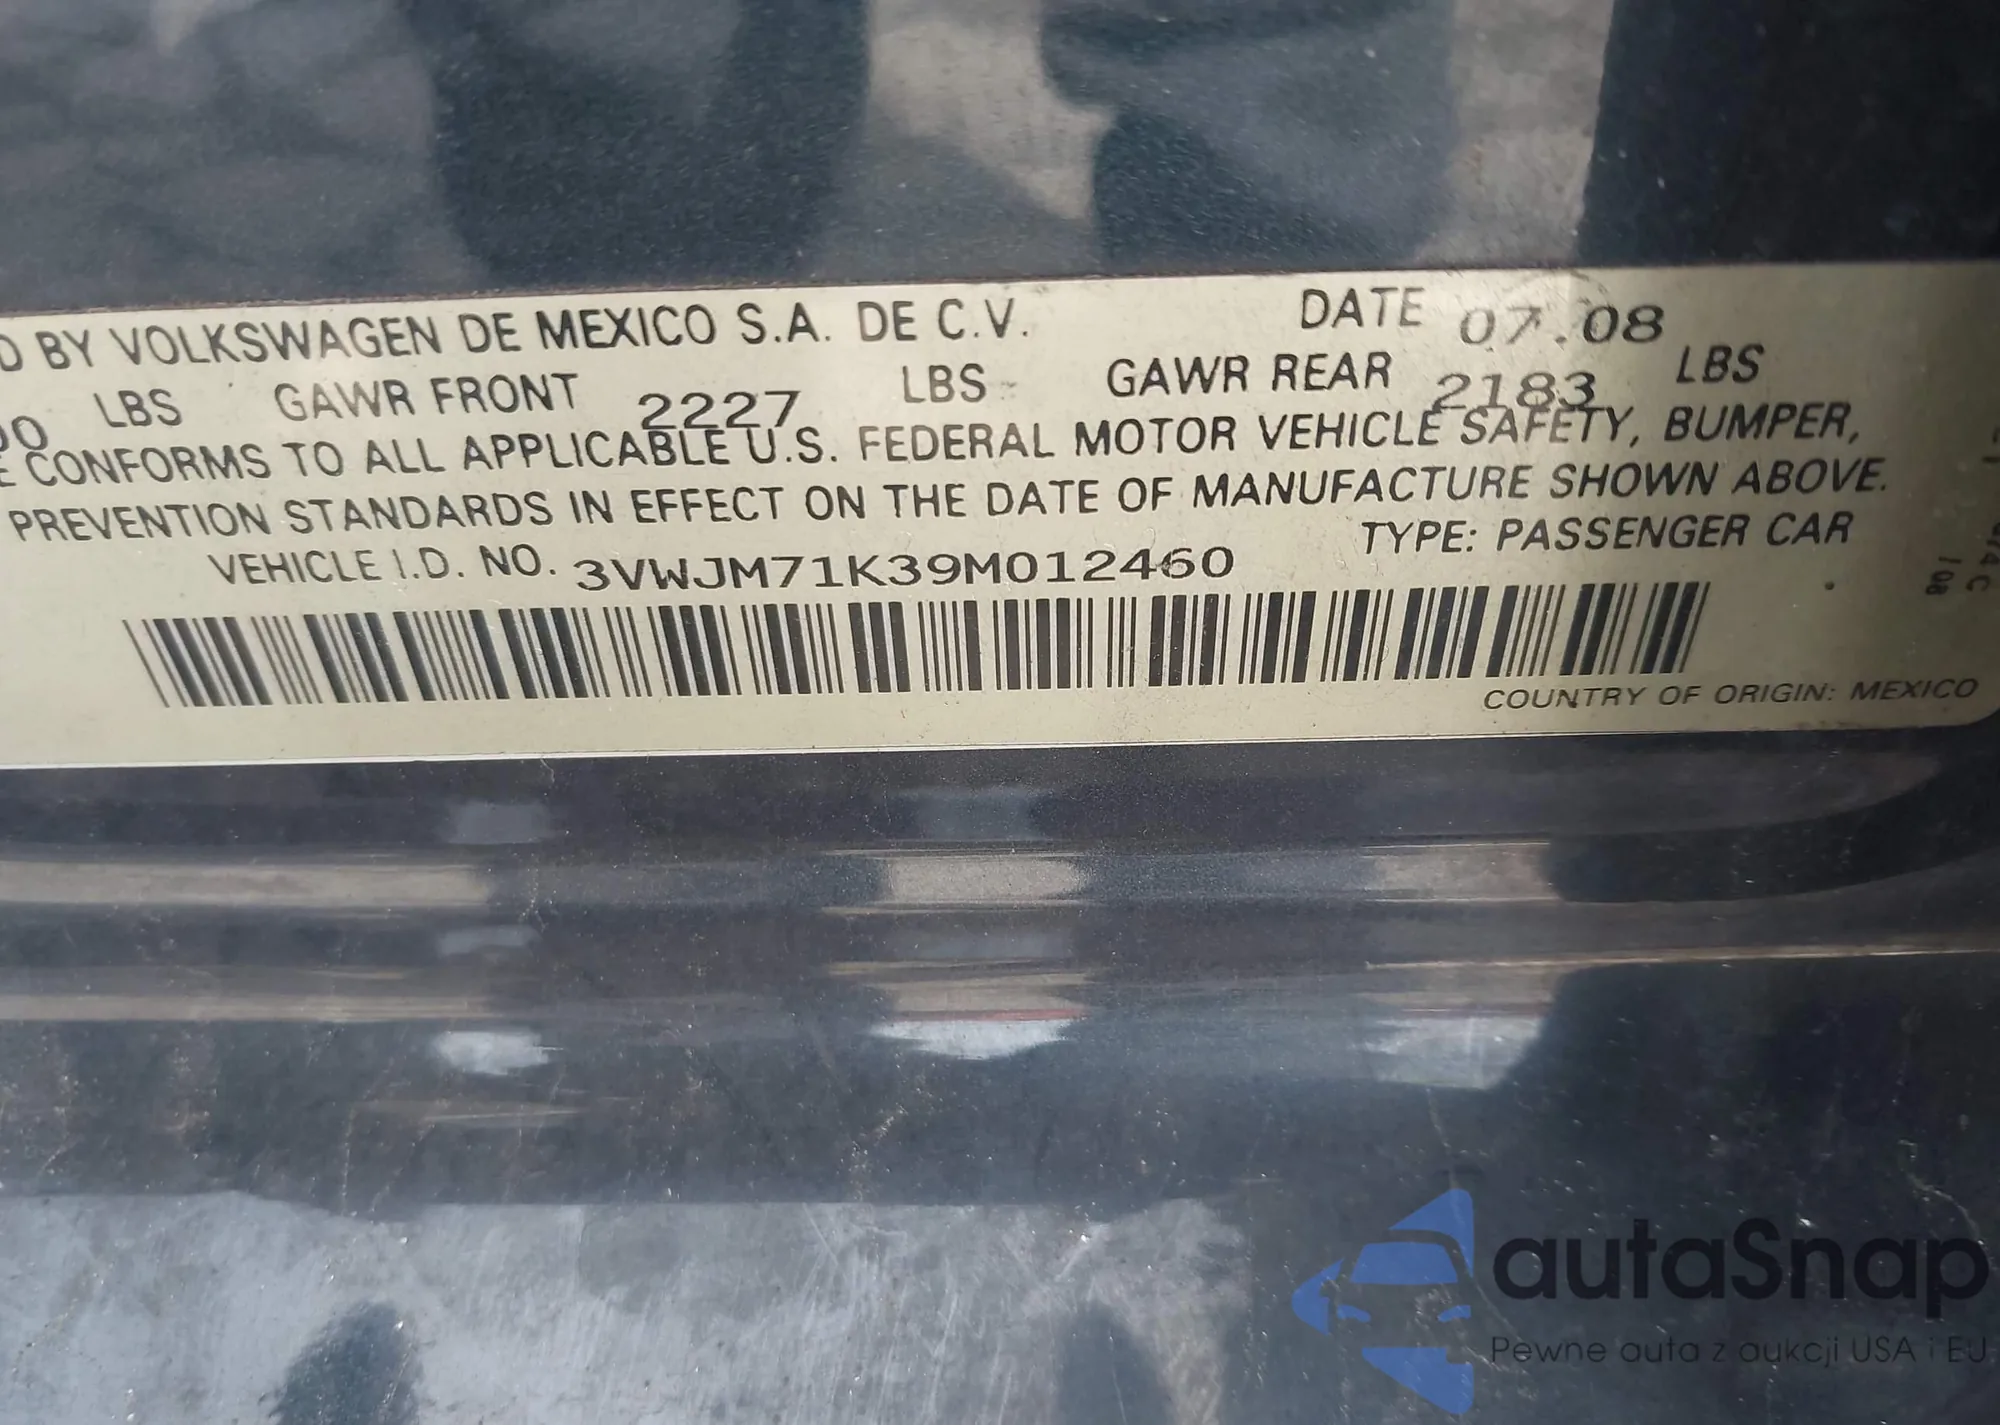 D BY VOLKSWAGEN DE MEXICO S.A. DE C.V. DATE 07.08
00 LBS GAWR FRONT 2227 LBS GAWR REAR 2183 LBS
E CONFORMS TO ALL APPLICABLE U.S. FEDERAL MOTOR VEHICLE SAFETY, BUMPER,
PREVENTION STANDARDS IN EFFECT ON THE DATE OF MANUFACTURE SHOWN ABOVE.
VEHICLE I.D. NO. 3VWJM71K39M012460 TYPE: PASSENGER CAR
COUNTRY OF ORIGIN: MEXICO
autaSnap
Pewne auta z aukcji USA i EU